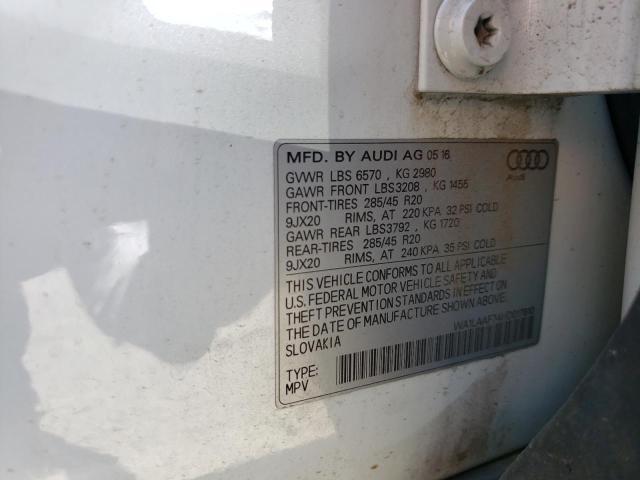 MFD. BY AUDI AG 05 16
GVWR LBS 6570 , KG 2980
GAWR FRONT LBS3208 , KG 1455
FRONT-TIRES 285/45 R20
9JX20 RIMS, AT 220 KPA 32 PSI COLD
GAWR REAR LBS3792 , KG 1720
REAR-TIRES 285/45 R20
9JX20 RIMS, AT 240 KPA 35 PSI COLD
THIS VEHICLE CONFORMS TO ALL APPLICABLE
U.S. FEDERAL MOTOR VEHICLE SAFETY AND
THEFT PREVENTION STANDARDS IN EFFECT ON
THE DATE OF MANUFACTURE SHOWN ABOVE
SLOVAKIA
TYPE:
MPV
Audi